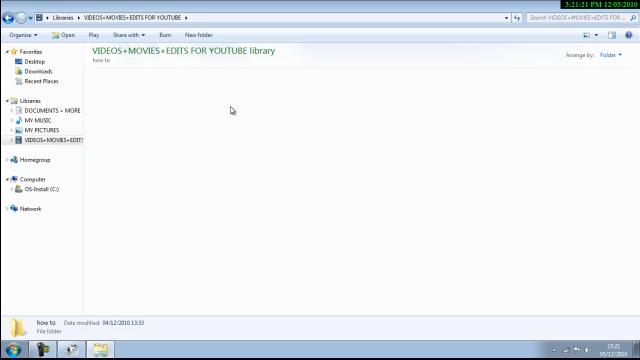 3:21:21 PM 12/05/2010
Libraries ▸ VIDEOS+MOVIES+EDITS FOR YOUTUBE ▸
Search VIDEOS+MOVIES+EDITS FOR ...
Organise Open Play Share with Burn New folder
VIDEOS+MOVIES+EDITS FOR YOUTUBE library
how to
Arrange by: Folder
Favorites
Desktop
Downloads
Recent Places
Libraries
DOCUMENTS + MORE
MY MUSIC
MY PICTURES
VIDEOS+MOVIES+EDITS
Homegroup
Computer
OS-Install (C:)
Network
how to Date modified: 04/12/2010 13:33
File folder
15:21
05/12/2010